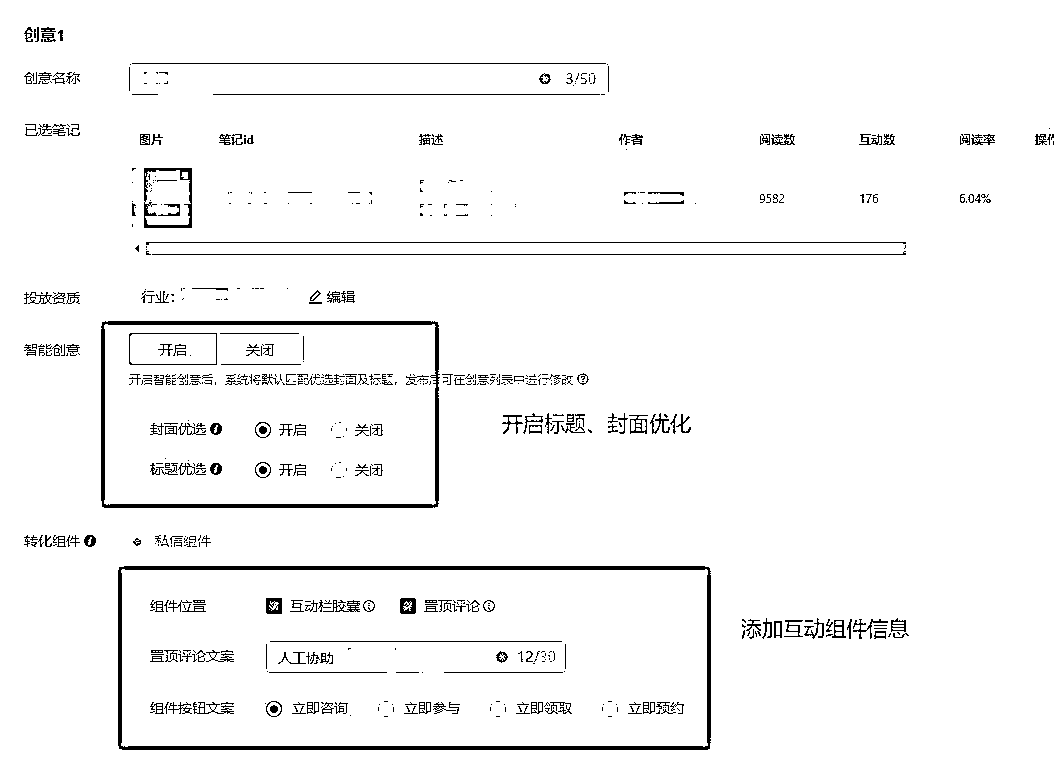 创意1
创意名称 3/50
已选笔记 图片 笔记id 描述 作者 阅读数 互动数 阅读率 操作
9582 176 6.04%
投放资质 行业: 编辑
智能创意 开启 关闭
开启智能创意后，系统将默认匹配优选封面及标题，发布后可在创意列表中进行修改
封面优选 开启 关闭
开启标题、封面优化
标题优选 开启 关闭
转化组件 私信组件
组件位置 互动栏胶囊 置顶评论
添加互动组件信息
置顶评论文案 人工协助 12/30
组件按钮文案 立即咨询 立即参与 立即领取 立即预约